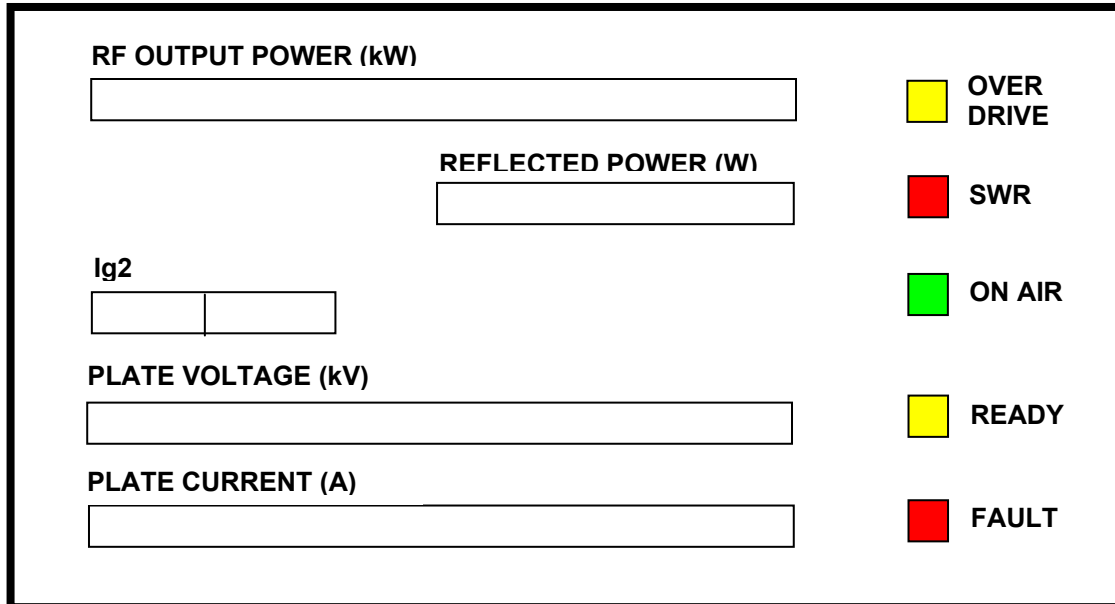 RF OUTPUT POWER (kW)
OVER
DRIVE
REFLECTED POWER (W)
SWR
Ig2
ON AIR
PLATE VOLTAGE (kV)
READY
PLATE CURRENT (A)
FAULT